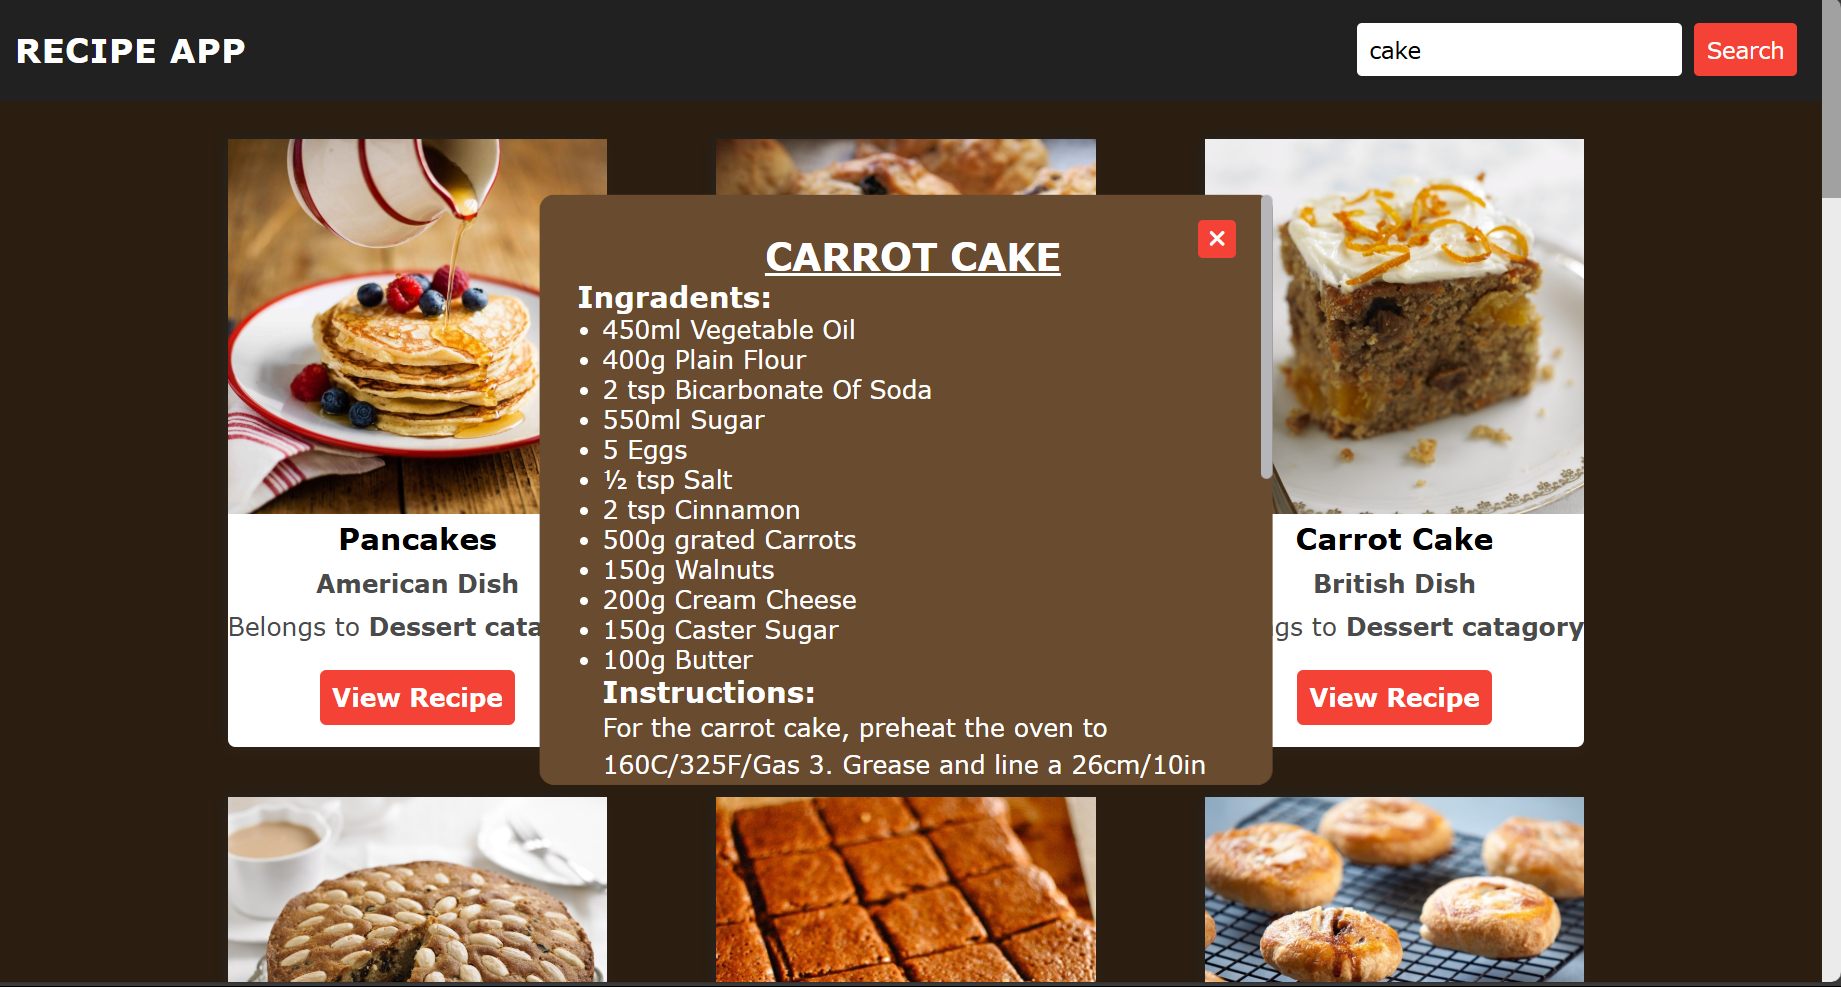 RECIPE APP
cake
Search
CARROT CAKE
Ingradents:
• 450ml Vegetable Oil
• 400g Plain Flour
• 2 tsp Bicarbonate Of Soda
• 550ml Sugar
• 5 Eggs
• ½ tsp Salt
• 2 tsp Cinnamon
• 500g grated Carrots
• 150g Walnuts
• 200g Cream Cheese
• 150g Caster Sugar
• 100g Butter
Instructions:
For the carrot cake, preheat the oven to
160C/325F/Gas 3. Grease and line a 26cm/10in
Pancakes
American Dish
Belongs to Dessert cata
View Recipe
Carrot Cake
British Dish
gs to Dessert catagory
View Recipe